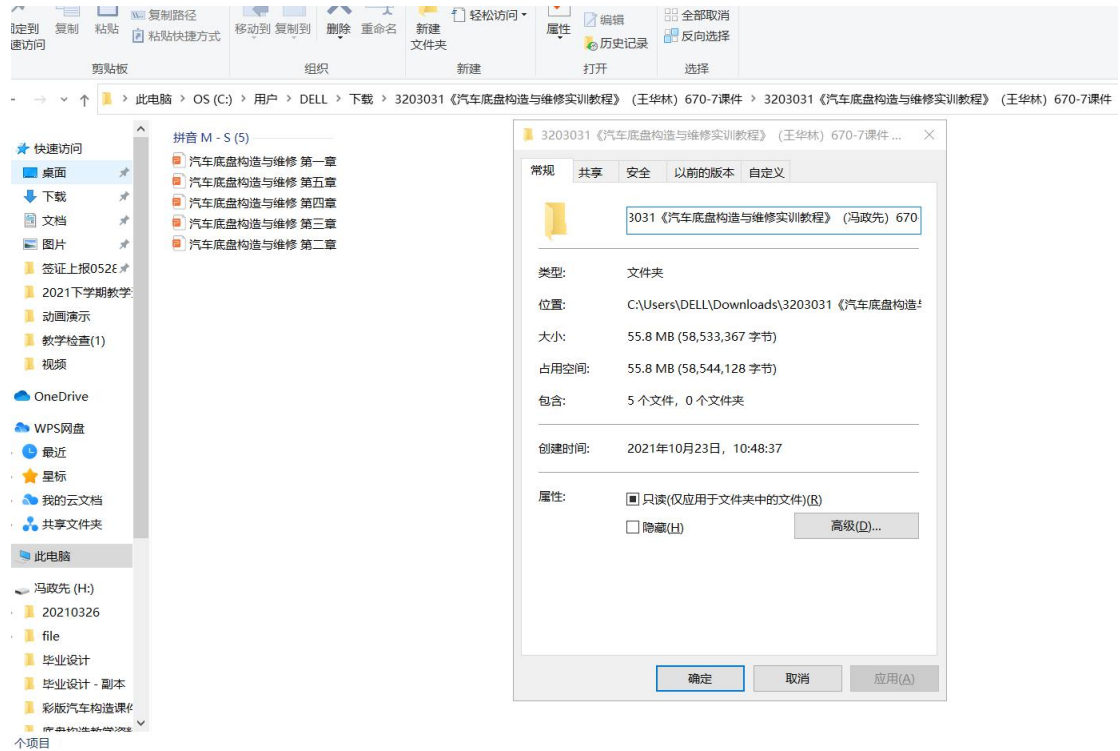 复制路径
轻松访问
编辑
全部取消
复制 粘贴 粘贴快捷方式 移动到 复制到 删除 重命名 新建 属性 历史记录 反向选择
速访问 文件夹
剪贴板 组织 新建 打开 选择
此电脑 > OS (C:) > 用户 > DELL > 下载 > 3203031《汽车底盘构造与维修实训教程》（王华林）670-7课件 > 3203031《汽车底盘构造与维修实训教程》（王华林）670-7课件
快速访问
桌面
下载
文档
图片
签证上报0528
2021下学期教学
动画演示
教学检查(1)
视频
OneDrive
WPS网盘
最近
星标
我的云文档
共享文件夹
此电脑
冯政先 (H:)
20210326
file
毕业设计
毕业设计 - 副本
彩版汽车构造课件
个项目
拼音 M - S (5)
汽车底盘构造与维修 第一章
汽车底盘构造与维修 第五章
汽车底盘构造与维修 第四章
汽车底盘构造与维修 第三章
汽车底盘构造与维修 第二章
3203031《汽车底盘构造与维修实训教程》（王华林）670-7课件 ...
常规 共享 安全 以前的版本 自定义
3031《汽车底盘构造与维修实训教程》（冯政先）670-
类型: 文件夹
位置: C:\Users\DELL\Downloads\3203031《汽车底盘构造与
大小: 55.8 MB (58,533,367 字节)
占用空间: 55.8 MB (58,544,128 字节)
包含: 5 个文件，0 个文件夹
创建时间: 2021年10月23日，10:48:37
属性: 只读(仅应用于文件夹中的文件)(R)
隐藏(H) 高级(D)...
确定 取消 应用(A)